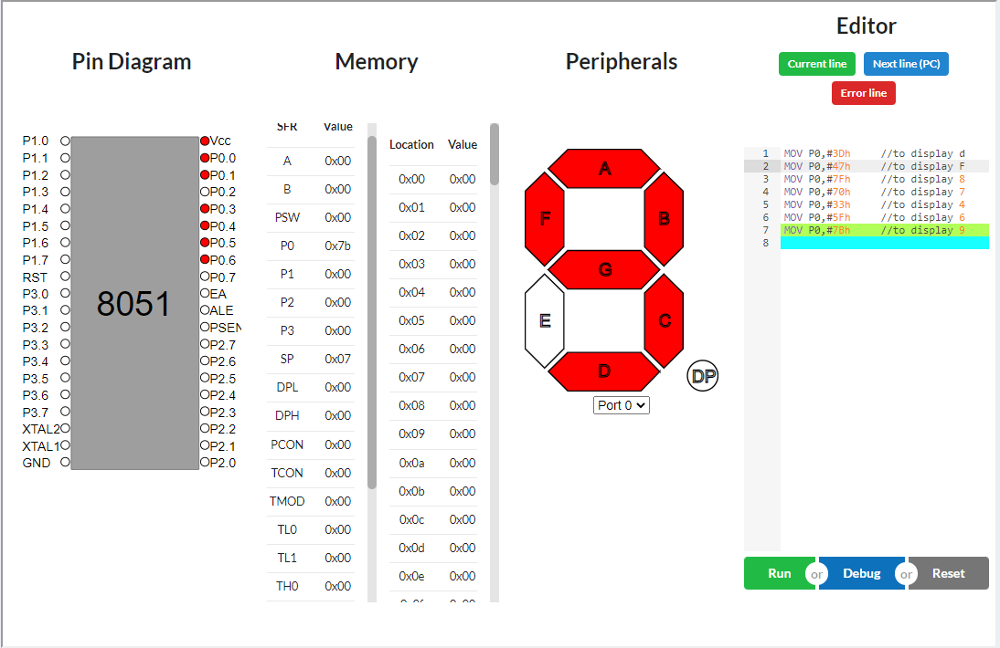 Editor
Pin Diagram
Memory
Peripherals
Current line
Next line (PC)
Error line
P1.0
P1.1
P1.2
P1.3
P1.4
P1.5
P1.6
P1.7
RST
P3.0
P3.1
P3.2
P3.3
P3.4
P3.5
P3.6
P3.7
XTAL2
XTAL1
GND
8051
Vcc
P0.0
P0.1
P0.2
P0.3
P0.4
P0.5
P0.6
P0.7
EA
ALE
PSEN
P2.7
P2.6
P2.5
P2.4
P2.3
P2.2
P2.1
P2.0
SFR Value
A 0x00
B 0x00
PSW 0x00
P0 0x7b
P1 0x00
P2 0x00
P3 0x00
SP 0x07
DPL 0x00
DPH 0x00
PCON 0x00
TCON 0x00
TMOD 0x00
TL0 0x00
TL1 0x00
TH0 0x00
Location Value
0x00 0x00
0x01 0x00
0x02 0x00
0x03 0x00
0x04 0x00
0x05 0x00
0x06 0x00
0x07 0x00
0x08 0x00
0x09 0x00
0x0a 0x00
0x0b 0x00
0x0c 0x00
0x0d 0x00
0x0e 0x00
A
F
B
G
E
C
D
DP
Port 0
1 MOV P0,#3Dh //to display d
2 MOV P0,#47h //to display F
3 MOV P0,#7Fh //to display 8
4 MOV P0,#70h //to display 7
5 MOV P0,#33h //to display 4
6 MOV P0,#5Fh //to display 6
7 MOV P0,#7Bh //to display 9
8
Run or Debug or Reset